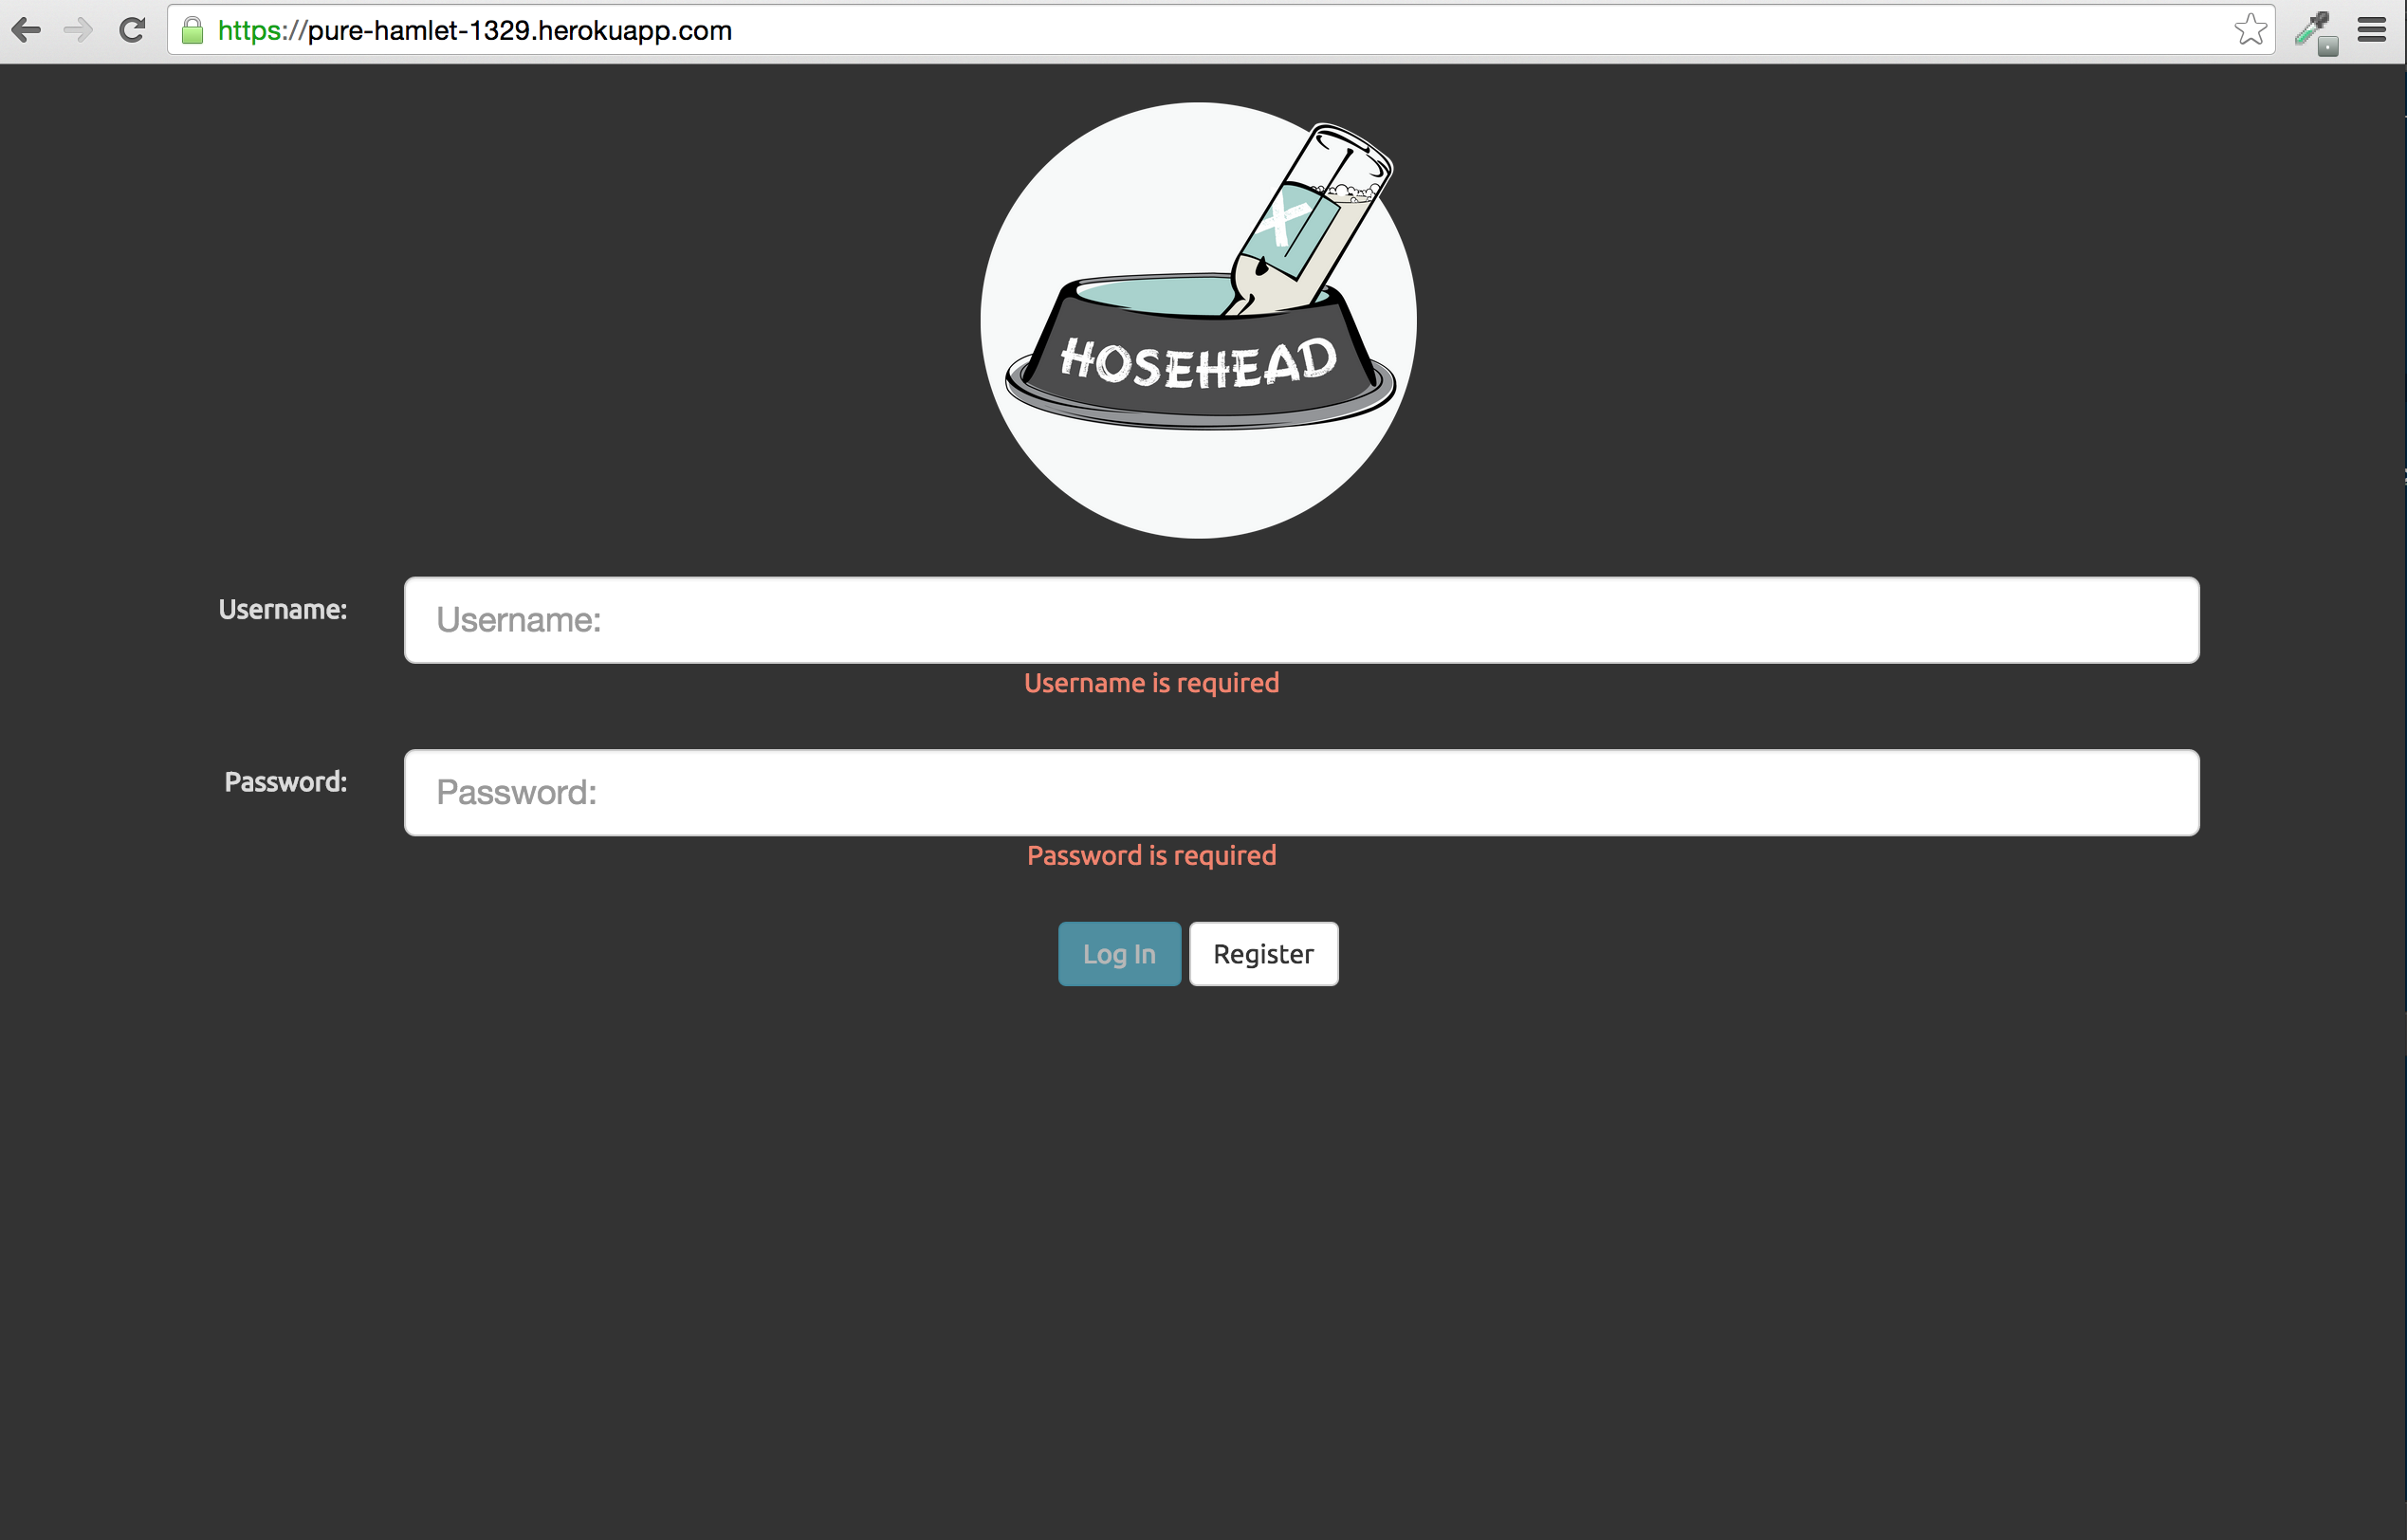 https://pure-hamlet-1329.herokuapp.com
X
HOSEHEAD
Username:
Username:
Username is required
Password:
Password:
Password is required
Log In
Register